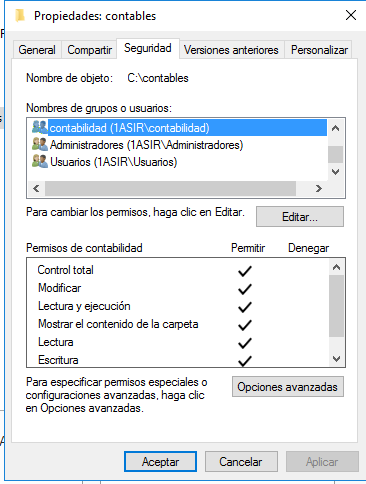 Propiedades: contables
General Compartir Seguridad Versiones anteriores Personalizar
Nombre de objeto: C:\contables
Nombres de grupos o usuarios:
contabilidad (1ASIR\contabilidad)
Administradores (1ASIR\Administradores)
Usuarios (1ASIR\Usuarios)
Para cambiar los permisos, haga clic en Editar.
Editar...
Permisos de contabilidad Permitir Denegar
Control total
Modificar
Lectura y ejecución
Mostrar el contenido de la carpeta
Lectura
Escritura
Para especificar permisos especiales o
configuraciones avanzadas, haga clic
en Opciones avanzadas.
Opciones avanzadas
Aceptar Cancelar Aplicar